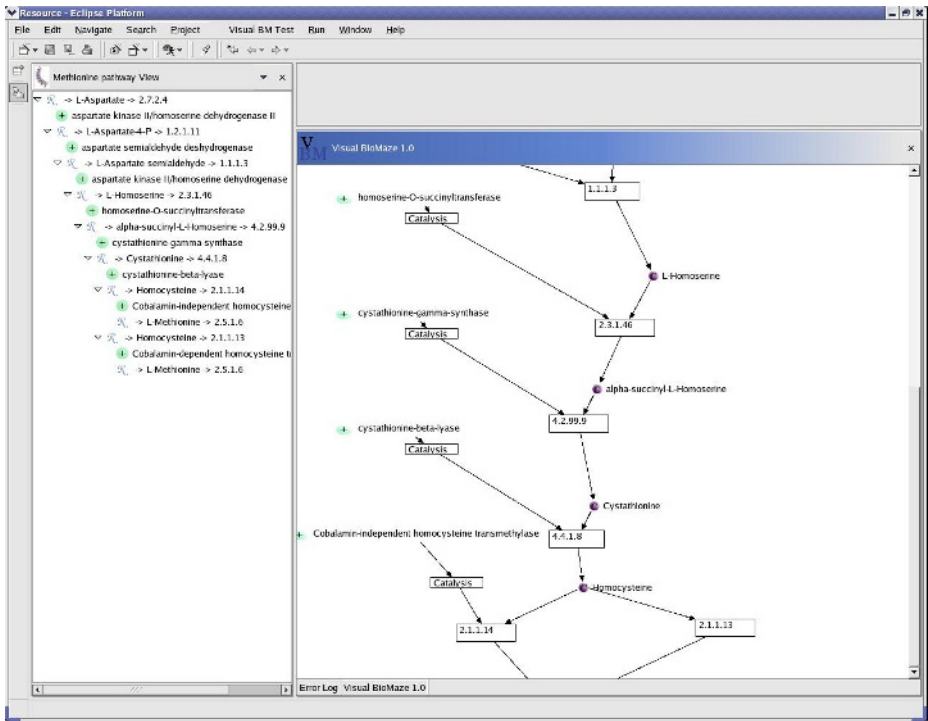 Resource - Eclipse Platform
File Edit Navigate Search Project Visual BM Test Run Window Help
Methionine pathway View
-> L-Aspartate -> 2.7.2.4
aspartate kinase II/homoserine dehydrogenase II
-> L-Aspartate-4-P -> 1.2.1.11
aspartate semialdehyde deshydrogenase
-> L-Aspartate semialdehyde -> 1.1.1.3
aspartate kinase II/homoserine dehydrogenase
-> L-Homoserine -> 2.3.1.46
homoserine-O-succinyltransferase
-> alpha-succinyl-L-Homoserine -> 4.2.99.9
cystathionine-gamma-synthase
-> Cystathionine -> 4.4.1.8
cystathionine-beta-lyase
-> Homocysteine -> 2.1.1.14
Cobalamin-independent homocysteine
-> L-Methionine -> 2.5.1.6
-> Homocysteine -> 2.1.1.13
Cobalamin-dependent homocysteine t
-> L-Methionine -> 2.5.1.6
VBM Visual BioMaze 1.0
1.1.1.3
homoserine-O-succinyltransferase
Catalysis
L-Homoserine
cystathionine-gamma-synthase
2.3.1.46
Catalysis
alpha-succinyl-L-Homoserine
4.2.99.9
cystathionine-beta-lyase
Catalysis
Cystathionine
Cobalamin-independent homocysteine transmethylase
4.4.1.8
Catalysis
Homocysteine
2.1.1.14
2.1.1.13
Error Log Visual BioMaze 1.0